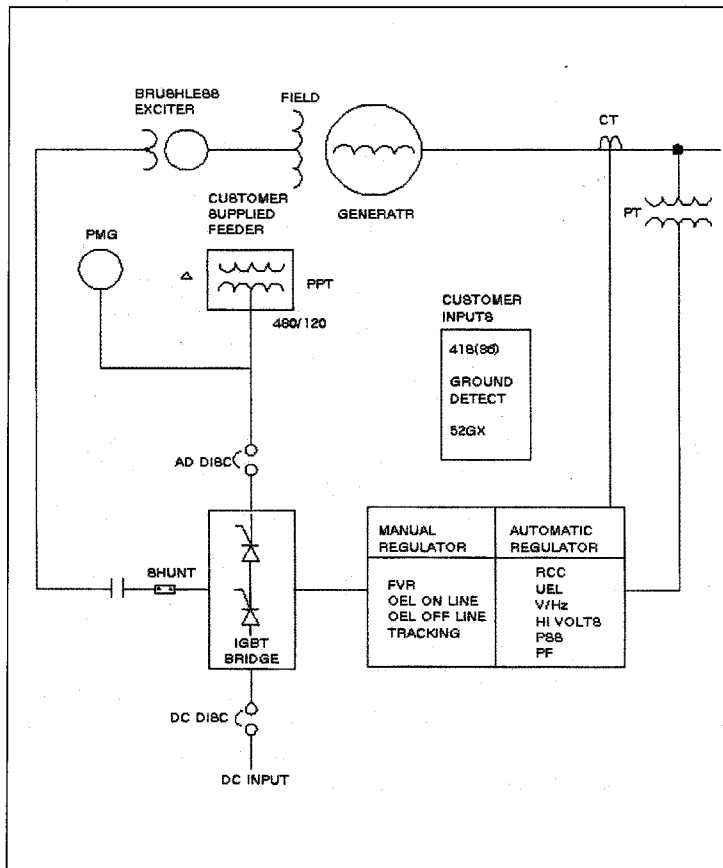 BRUSHLESS
EXCITER
FIELD
CT
CUSTOMER
SUPPLIED
FEEDER
GENERATR
PT
PMG
PPT
480/120
CUSTOMER
INPUTS
41B(86)
GROUND
DETECT
52GX
AD DISC
MANUAL
REGULATOR
AUTOMATIC
REGULATOR
SHUNT
FVR
OEL ON LINE
OEL OFF LINE
TRACKING
RCC
UEL
V/Hz
HI VOLTS
PSS
PF
IGBT
BRIDGE
DC DISC
DC INPUT